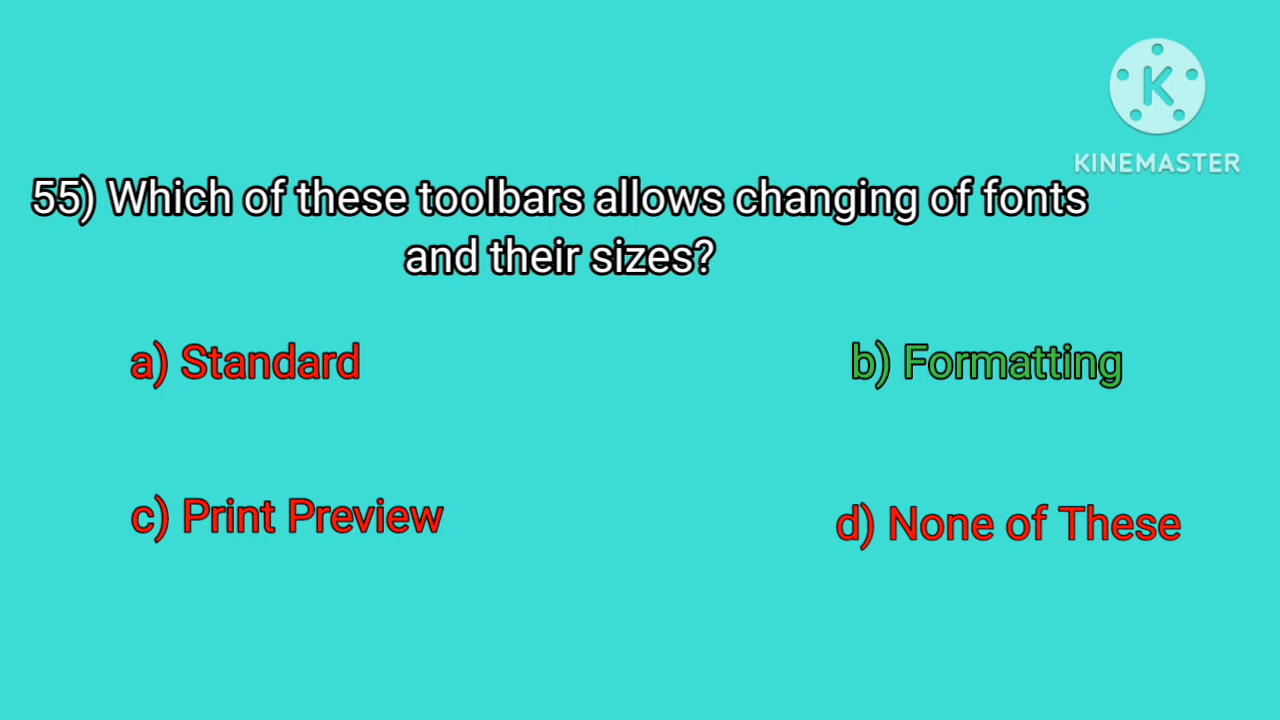 K
KINEMASTER
55) Which of these toolbars allows changing of fonts
and their sizes?
a) Standard
b) Formatting
c) Print Preview
d) None of These